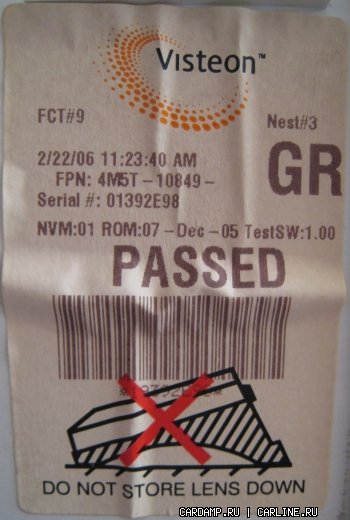 Visteon™
FCT#9
Nest#3
2/22/06 11:23:40 AM
GR
FPN: 4M5T-10849-
Serial #: 01392E98
NVM:01 ROM:07-Dec-05 TestSW:1.00
PASSED
DO NOT STORE LENS DOWN
CARDAMP.RU | CARLINE.RU